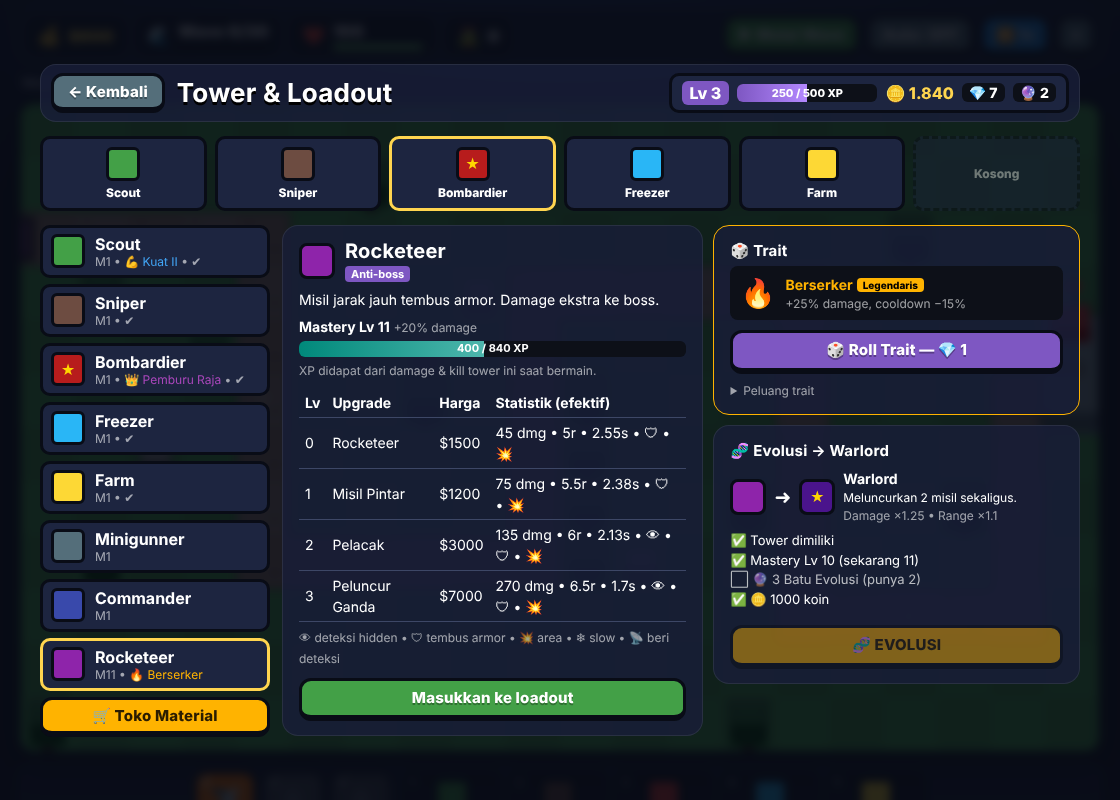 ← Kembali
Tower & Loadout
Lv 3
250 / 500 XP
🪙 1.840
💎 7
🔮 2
Scout
Sniper
Bombardier
Freezer
Farm
Kosong
Scout
M1 • 💪 Kuat II • ✔
Sniper
M1 • ✔
Bombardier
M1 • 👑 Pemburu Raja • ✔
Freezer
M1 • ✔
Farm
M1 • ✔
Minigunner
M1
Commander
M1
Rocketeer
M11 • 🔥 Berserker
🛒 Toko Material
Rocketeer
Anti-boss
Misil jarak jauh tembus armor. Damage ekstra ke boss.
Mastery Lv 11 +20% damage
400 / 840 XP
XP didapat dari damage & kill tower ini saat bermain.
Lv Upgrade Harga Statistik (efektif)
0 Rocketeer $1500 45 dmg • 5r • 2.55s • 🛡 •
💥
1 Misil Pintar $1200 75 dmg • 5.5r • 2.38s • 🛡
• 💥
2 Pelacak $3000 135 dmg • 6r • 2.13s • 👁 •
🛡 • 💥
3 Peluncur Ganda $7000 270 dmg • 6.5r • 1.7s • 👁 •
🛡 • 💥
👁 deteksi hidden • 🛡 tembus armor • 💥 area • ❄ slow • 📡 beri
deteksi
Masukkan ke loadout
🎲 Trait
🔥 Berserker Legendaris
+25% damage, cooldown −15%
🎲 Roll Trait — 💎 1
▶ Peluang trait
🧬 Evolusi → Warlord
→
Warlord
Meluncurkan 2 misil sekaligus.
Damage ×1.25 • Range ×1.1
✅ Tower dimiliki
✅ Mastery Lv 10 (sekarang 11)
⬜ 🔮 3 Batu Evolusi (punya 2)
✅ 🪙 1000 koin
🧬 EVOLUSI